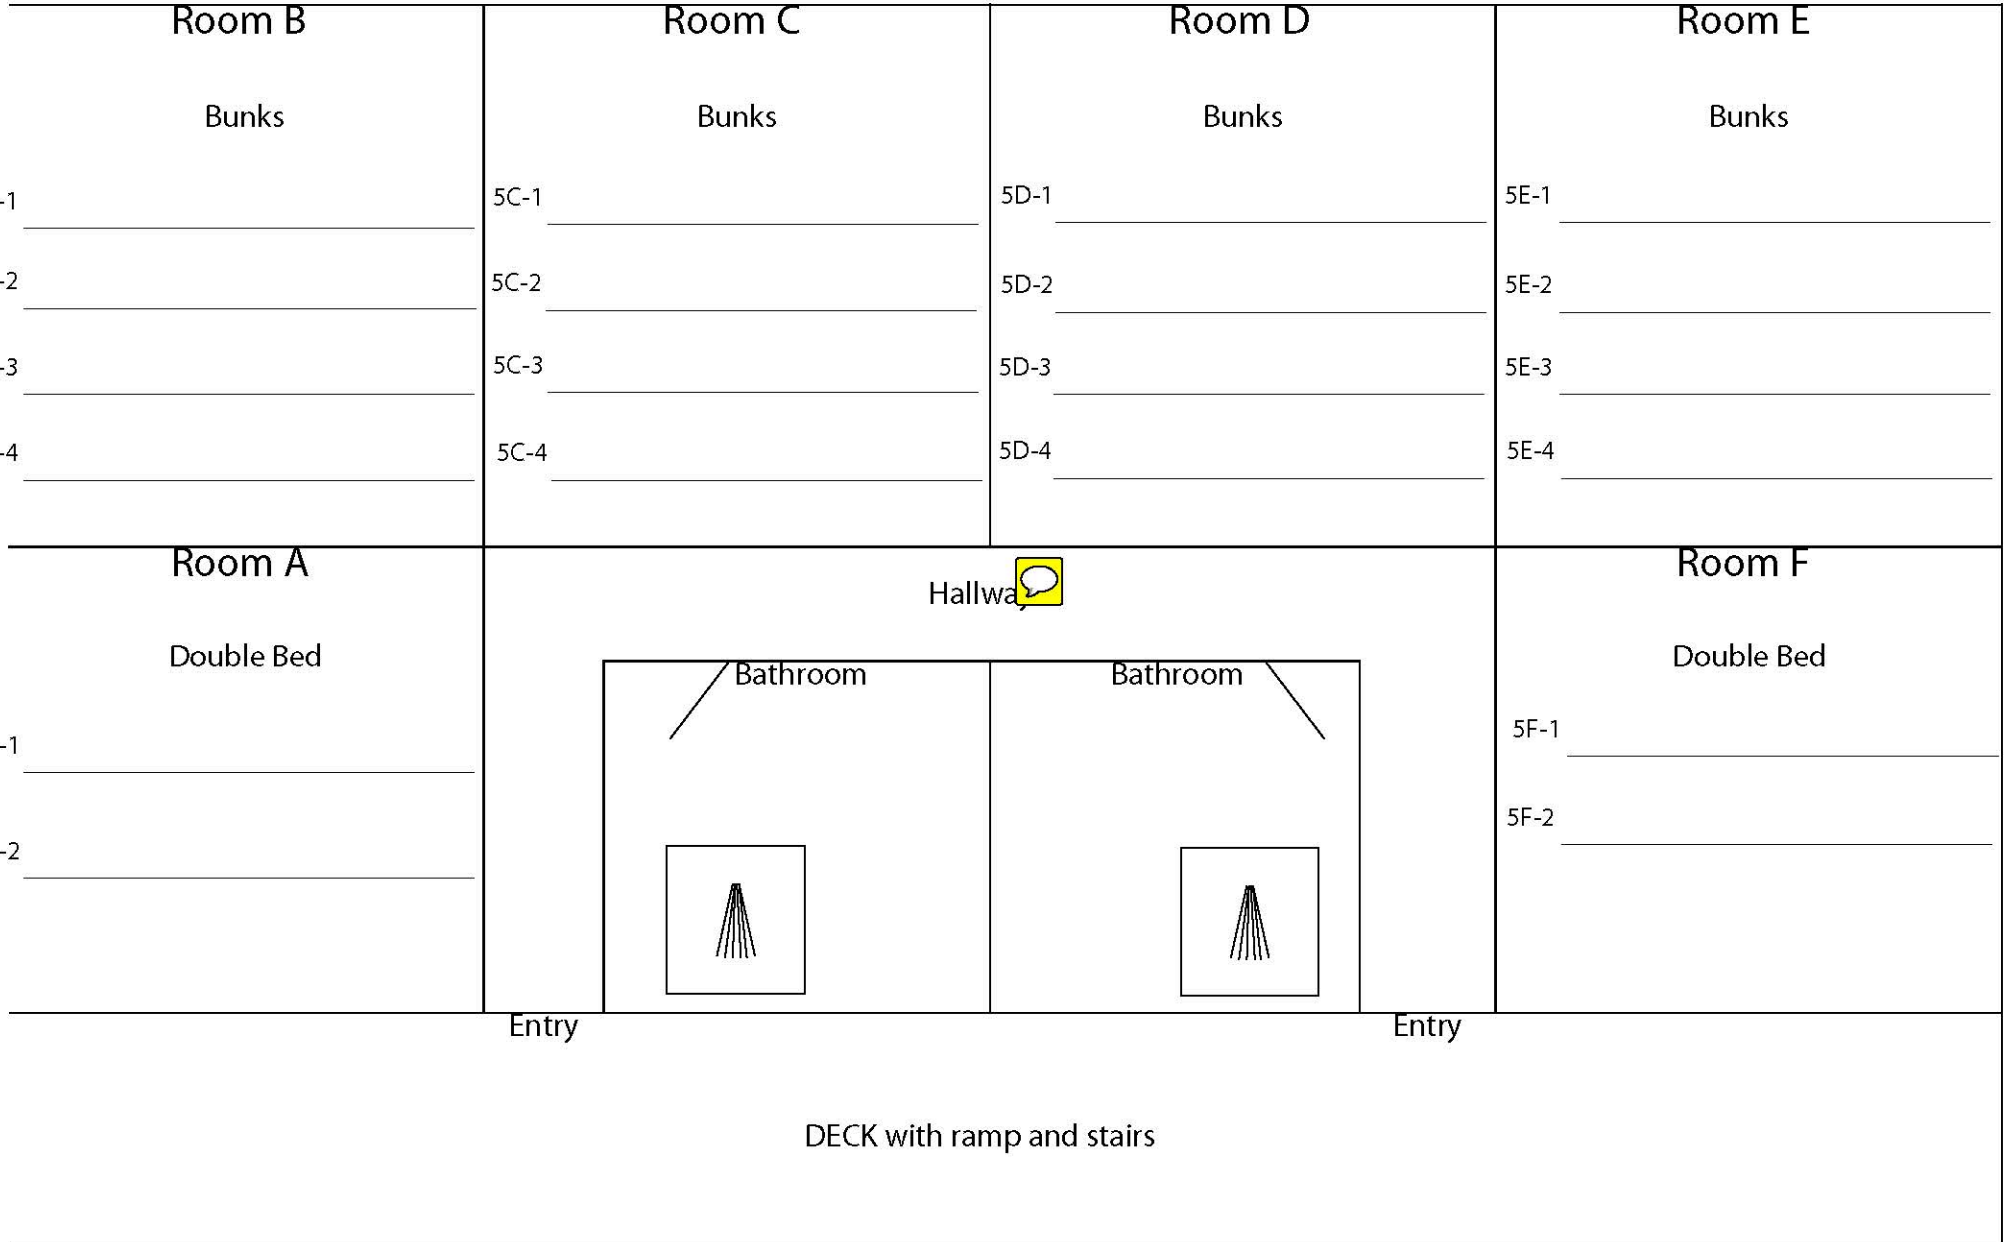 Room B
Bunks
-1
-2
-3
-4
Room C
Bunks
5C-1
5C-2
5C-3
5C-4
Room D
Bunks
5D-1
5D-2
5D-3
5D-4
Room E
Bunks
5E-1
5E-2
5E-3
5E-4
Room A
Double Bed
-1
-2
Hallway
Bathroom
Bathroom
Room F
Double Bed
5F-1
5F-2
Entry
Entry
DECK with ramp and stairs